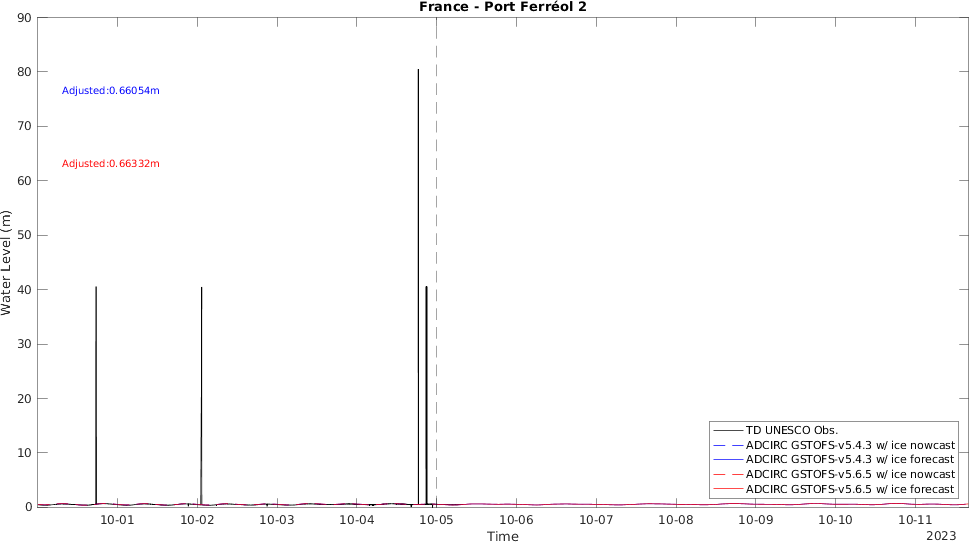 France - Port Ferréol 2
90
80
70
60
50
40
30
20
10
0
Water Level (m)
Adjusted:0.66054m
Adjusted:0.66332m
TD UNESCO Obs.
ADCIRC GSTOFS-v5.4.3 w/ ice nowcast
ADCIRC GSTOFS-v5.4.3 w/ ice forecast
ADCIRC GSTOFS-v5.6.5 w/ ice nowcast
ADCIRC GSTOFS-v5.6.5 w/ ice forecast
10-01 10-02 10-03 10-04 10-05 10-06 10-07 10-08 10-09 10-10 10-11
Time
2023